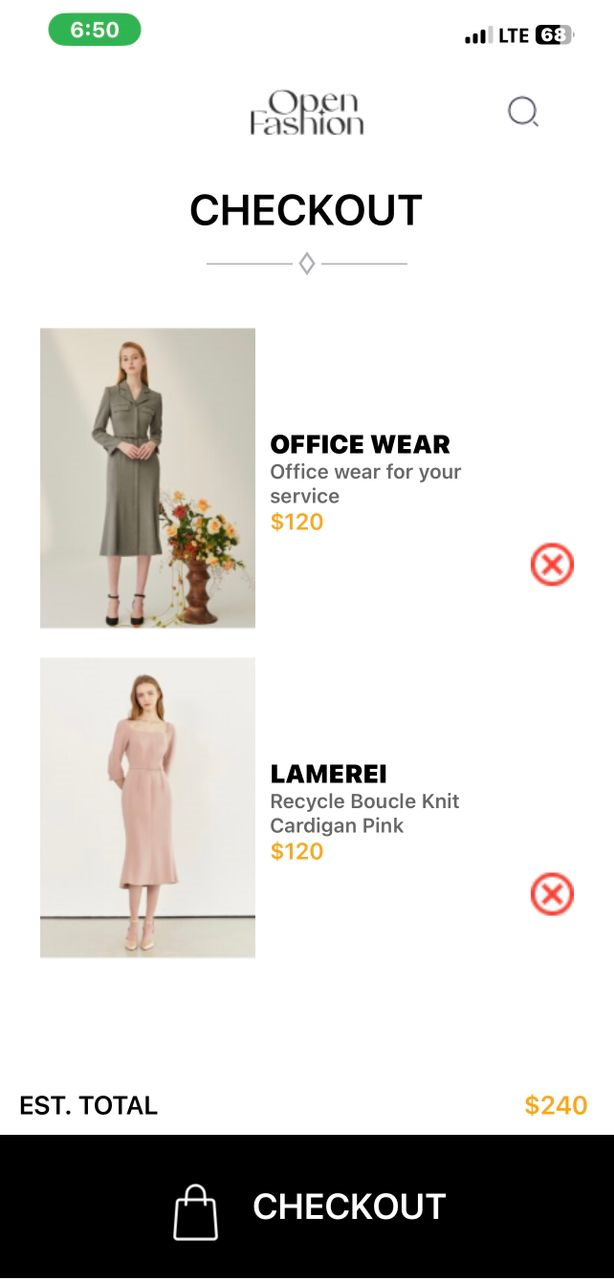 6:50
LTE 68
Open
Fashion
CHECKOUT
OFFICE WEAR
Office wear for your
service
$120
LAMEREI
Recycle Boucle Knit
Cardigan Pink
$120
EST. TOTAL $240
CHECKOUT